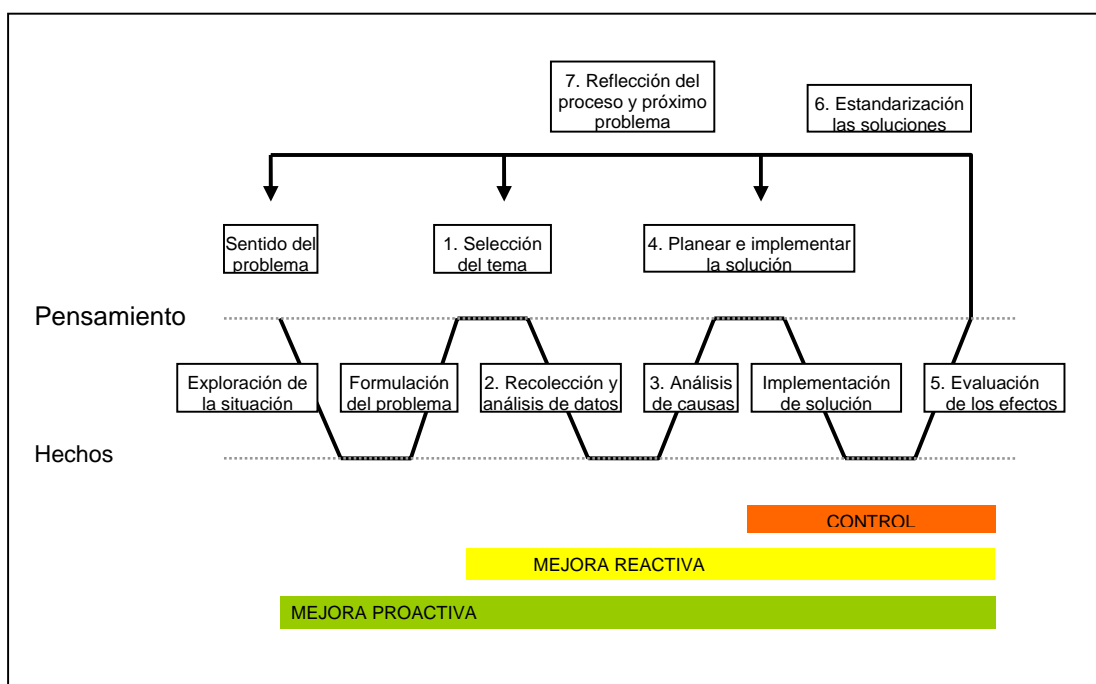 7. Reflección del
proceso y próximo
problema
6. Estandarización
las soluciones
Sentido del
problema
1. Selección
del tema
4. Planear e implementar
la solución
Pensamiento
Exploración de
la situación
Formulación
del problema
2. Recolección y
análisis de datos
3. Análisis
de causas
Implementación
de solución
5. Evaluación
de los efectos
Hechos
CONTROL
MEJORA REACTIVA
MEJORA PROACTIVA